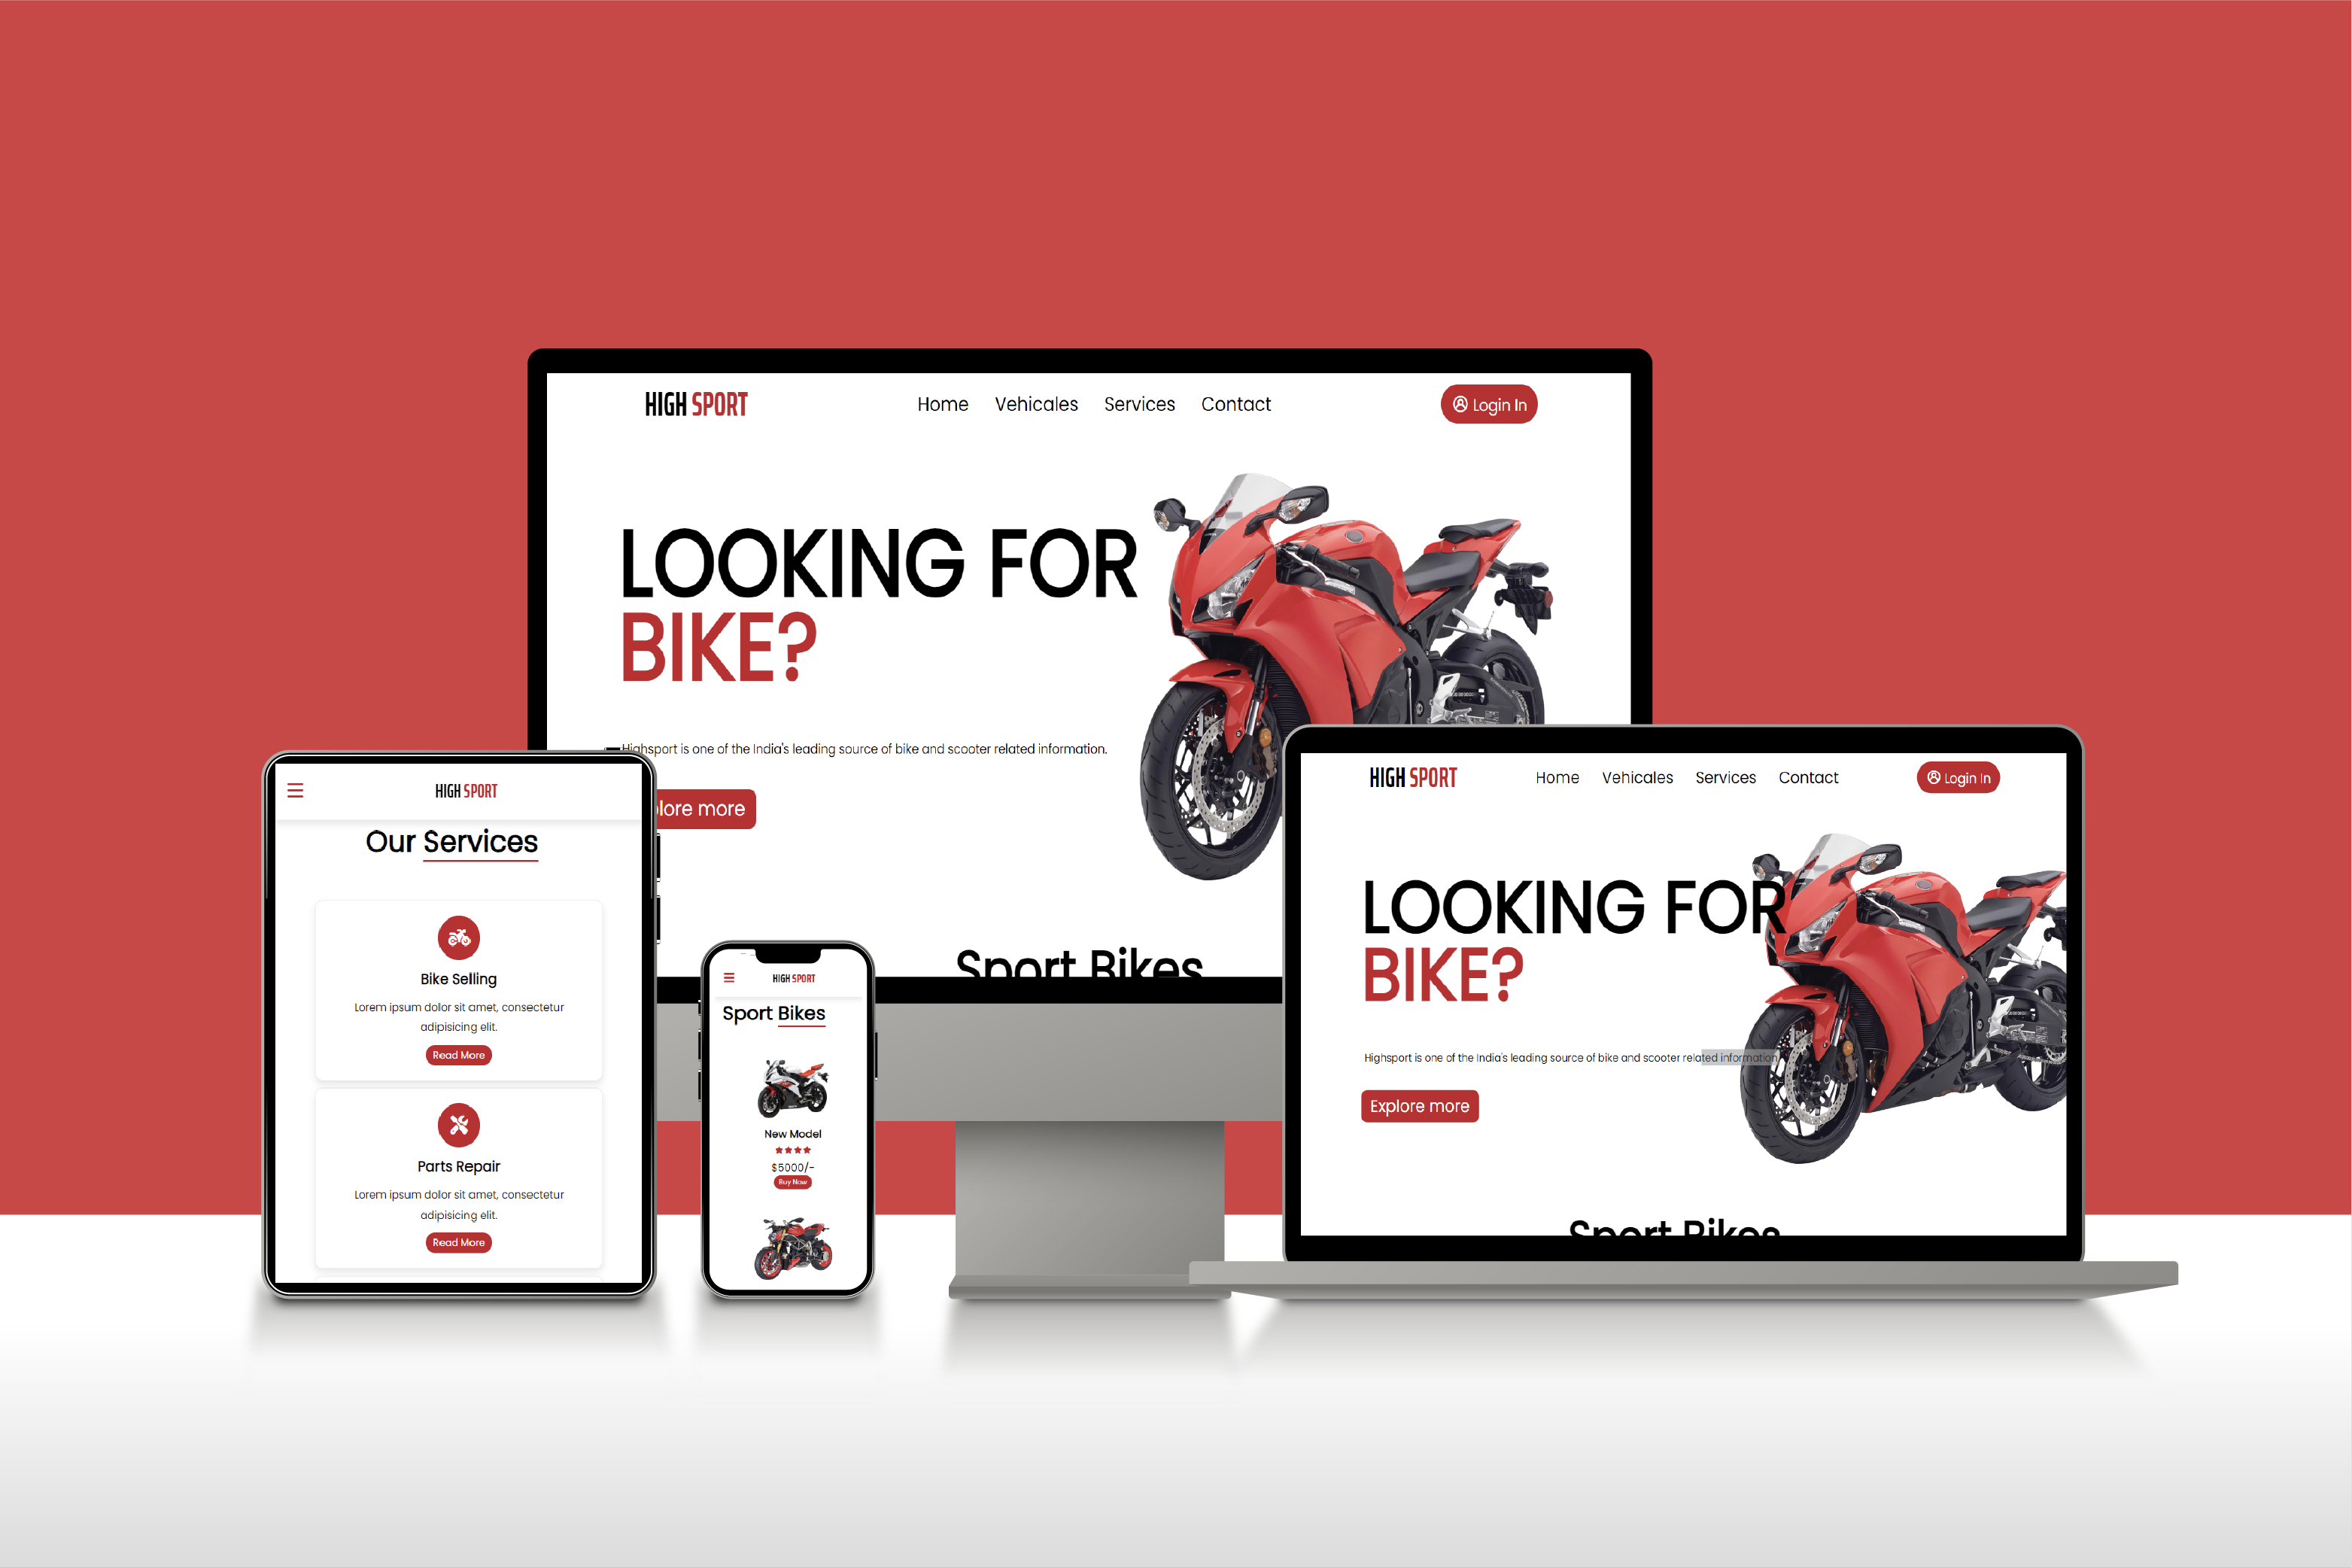 HIGH SPORT
Home Vehicales Services Contact
Login In
LOOKING FOR
BIKE?
Highsport is one of the India's leading source of bike and scooter related information.
lore more
Sport Bikes
HIGH SPORT
Our Services
Bike Selling
Lorem ipsum dolor sit amet, consectetur
adipisicing elit.
Read More
Parts Repair
Lorem ipsum dolor sit amet, consectetur
adipisicing elit.
Read More
HIGH SPORT
Sport Bikes
New Model
$5000/-
Buy Now
HIGH SPORT
Home Vehicales Services Contact
Login In
LOOKING FOR
BIKE?
Highsport is one of the India's leading source of bike and scooter related information
Explore more
Sport Bikes